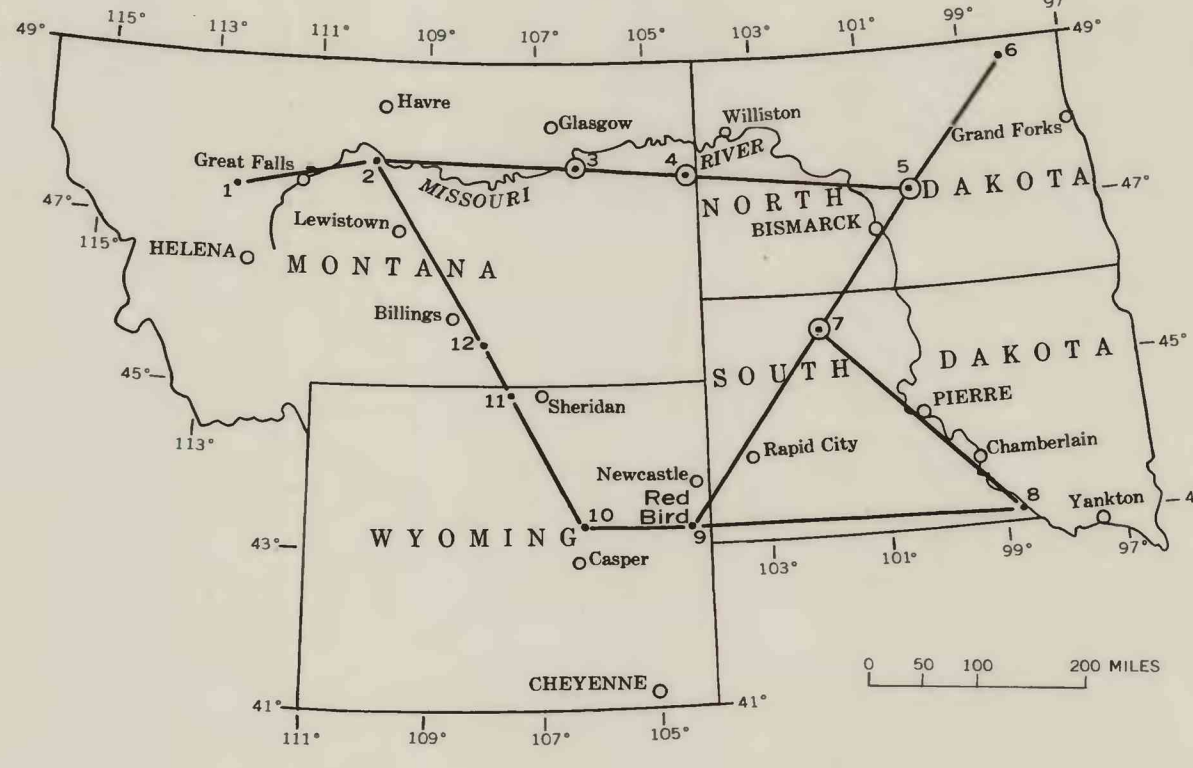 115°
113°
111°
109°
107°
105°
103°
101°
99°
97°
49°
49°
6
Havre
Glasgow
Williston
Grand Forks
Great Falls
1
2
3
4
RIVER
5
MISSOURI
NORTH DAKOTA
47°
47°
115°
Lewistown
BISMARCK
HELENA
MONTANA
Billings
12
7
45°
45°
SOUTH DAKOTA
11
Sheridan
PIERRE
113°
Rapid City
Chamberlain
Newcastle
Red
Bird
8
Yankton
4
10
9
WYOMING
43°
Casper
103°
101°
99°
97°
0 50 100 200 MILES
CHEYENNE
41°
41°
111°
109°
107°
105°